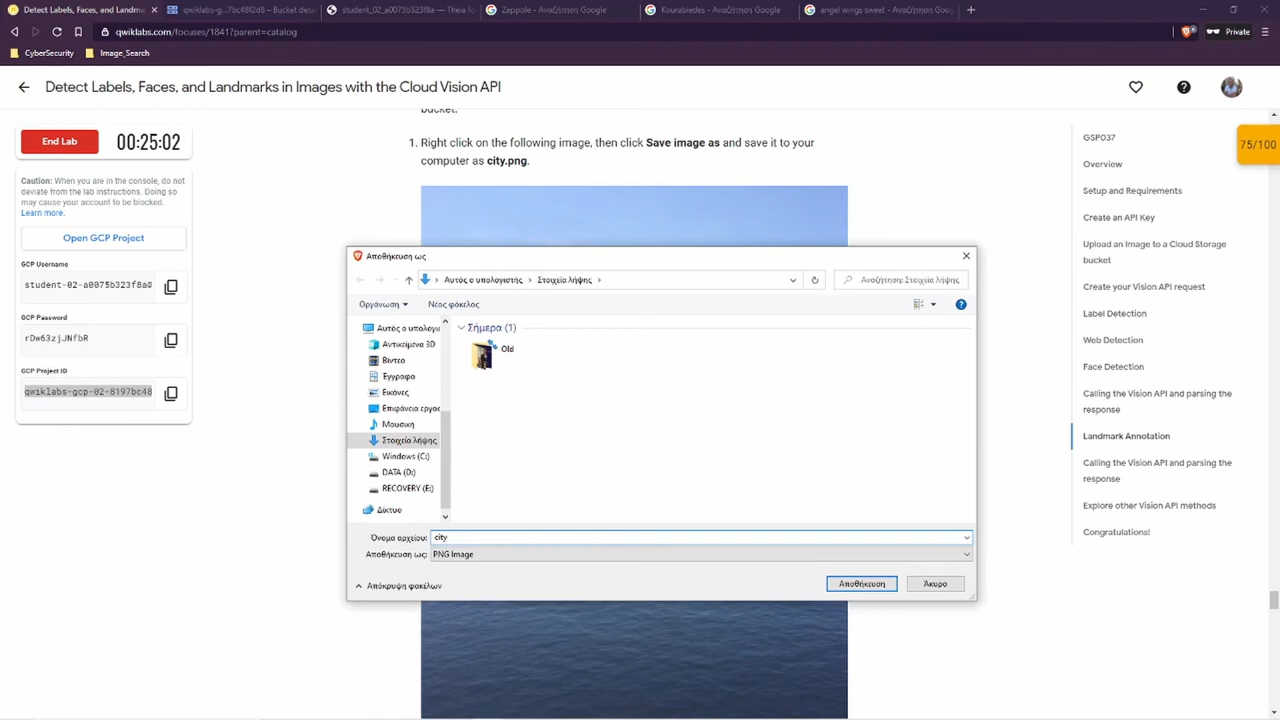 Detect Labels, Faces, and Landma
qwiklabs-g...7bc48f2d8 – Bucket deta
student_02_a0075b323f8a — Theia fo
Zeppole - Αναζήτηση Google
Kourabiedes - Αναζήτηση Google
angel wings sweet - Αναζήτηση Goo
qwiklabs.com/focuses/1841?parent=catalog
Private
CyberSecurity
Image_Search
Detect Labels, Faces, and Landmarks in Images with the Cloud Vision API
End Lab
00:25:02
Caution: When you are in the console, do not
deviate from the lab instructions. Doing so
may cause your account to be blocked.
Learn more.
Open GCP Project
GCP Username
student-02-a0075b323f8a@
GCP Password
rDw63zjJNfbR
GCP Project ID
qwiklabs-gcp-02-8197bc48
bucket.
1. Right click on the following image, then click Save image as and save it to your
computer as city.png.
Αποθήκευση ως
Αυτός ο υπολογιστής
Στοιχεία λήψης
Αναζήτηση: Στοιχεία λήψης
Οργάνωση
Νέος φάκελος
Αυτός ο υπολογι
Αντικείμενα 3D
Βίντεο
Έγγραφα
Εικόνες
Επιφάνεια εργασ
Μουσική
Στοιχεία λήψης
Windows (C:)
DATA (D:)
RECOVERY (E:)
Δίκτυο
Σήμερα (1)
Old
Όνομα αρχείου:
city
Αποθήκευση ως:
PNG Image
Απόκρυψη φακέλων
Αποθήκευση
Άκυρο
75/100
GSP037
Overview
Setup and Requirements
Create an API Key
Upload an Image to a Cloud Storage
bucket
Create your Vision API request
Label Detection
Web Detection
Face Detection
Calling the Vision API and parsing the
response
Landmark Annotation
Calling the Vision API and parsing the
response
Explore other Vision API methods
Congratulations!